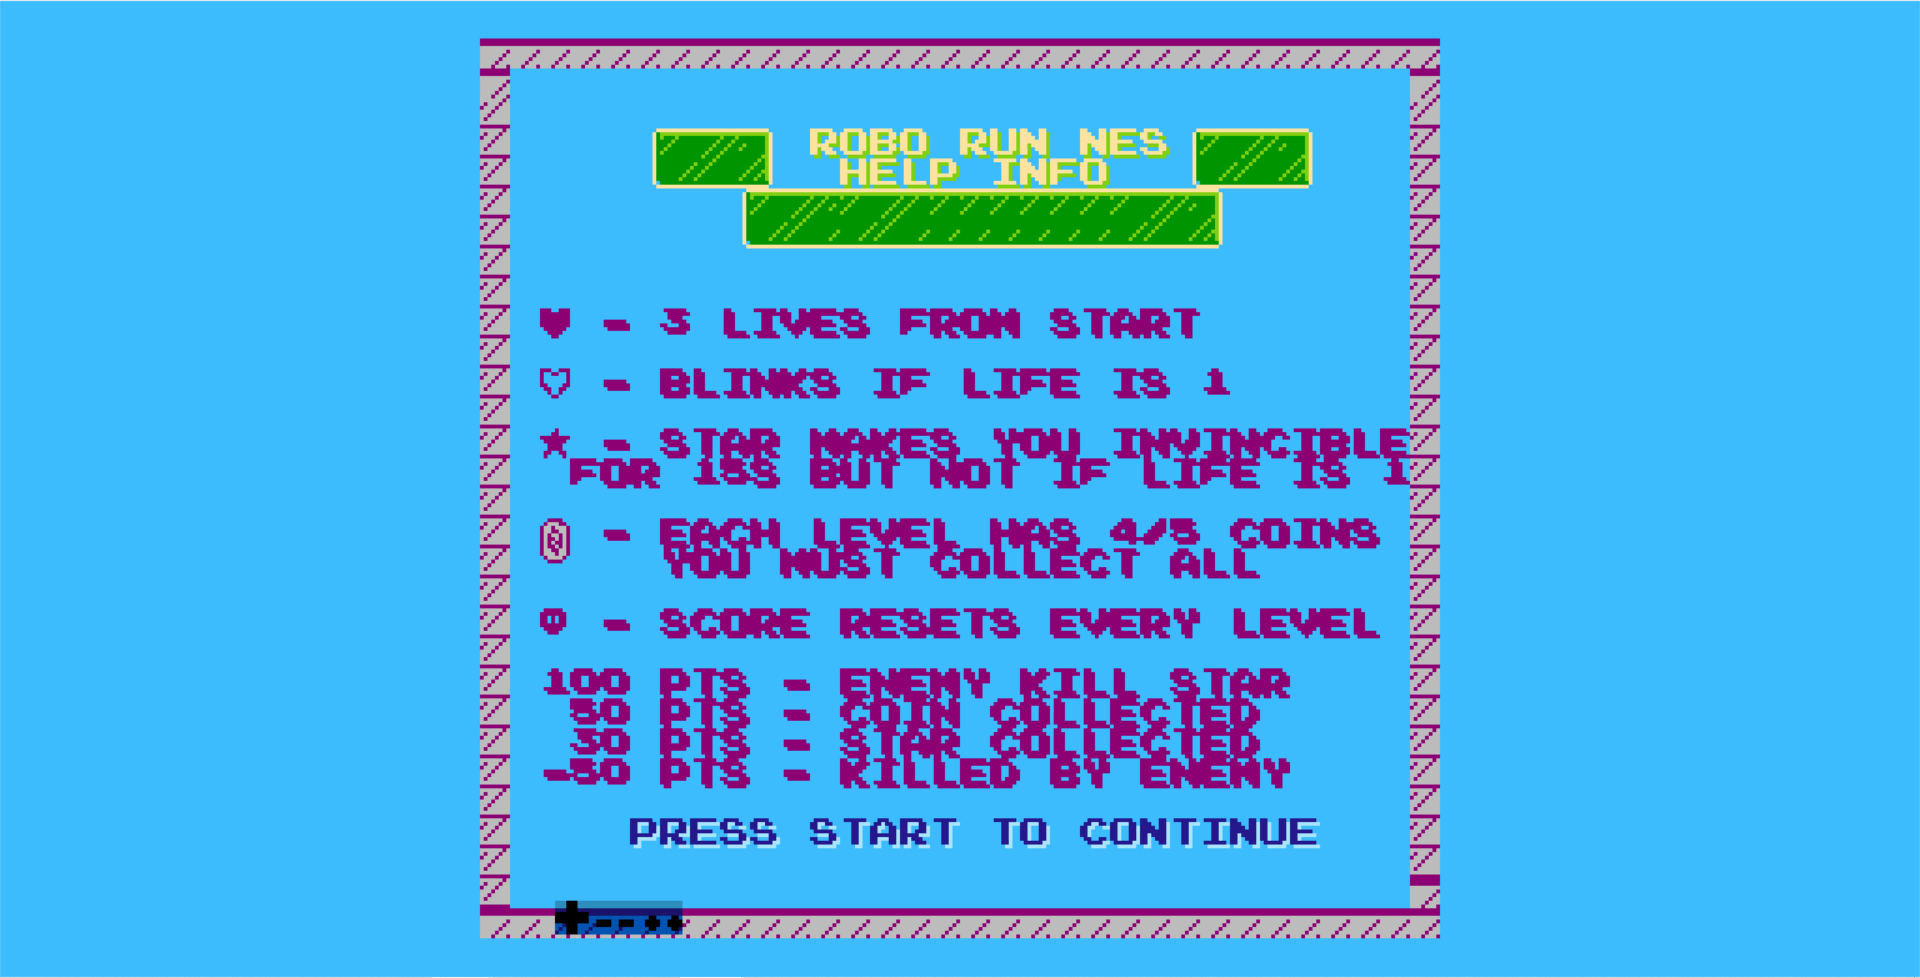 ROBO RUN NES
HELP INFO
♥ - 3 LIVES FROM START
♡ - BLINKS IF LIFE IS 1
★ - STAR MAKES YOU INVINCIBLE
FOR 15S BUT NOT IF LIFE IS 1
- EACH LEVEL HAS 4/5 COINS
YOU MUST COLLECT ALL
- SCORE RESETS EVERY LEVEL
100 PTS - ENEMY KILL STAR
50 PTS - COIN COLLECTED
30 PTS - STAR COLLECTED
-50 PTS - KILLED BY ENEMY
PRESS START TO CONTINUE